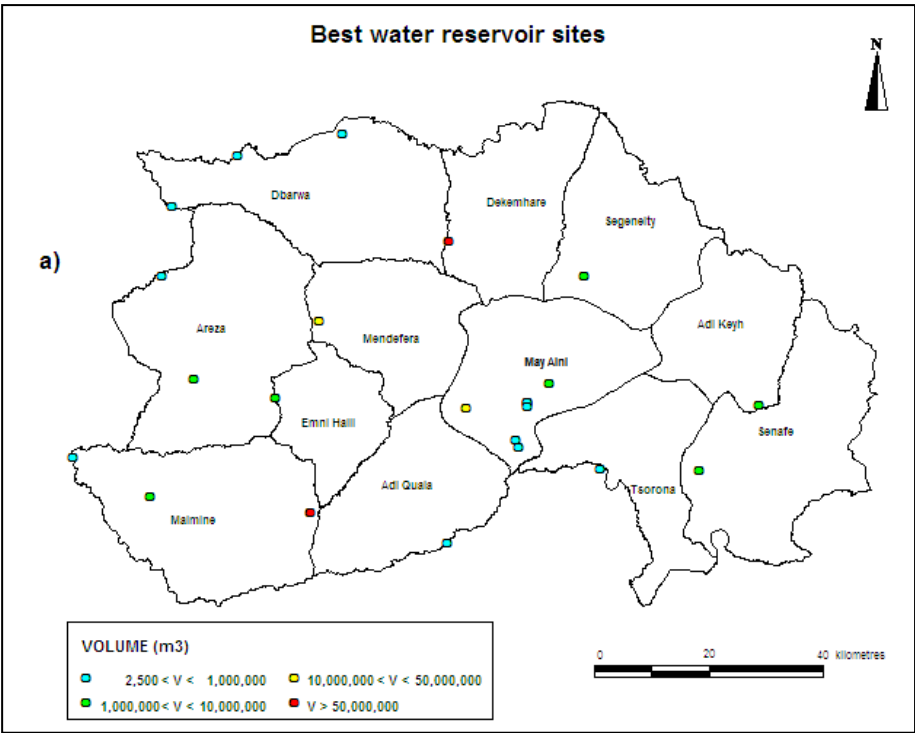 Best water reservoir sites
N
Dbarwa
Dekemhare
Segeneity
a)
Areza
Mendefera
Adi Keyh
May Aini
Emni Haili
Senafe
Adi Quala
Tsorona
Maimine
VOLUME (m3)
2,500 < V < 1,000,000
10,000,000 < V < 50,000,000
1,000,000 < V < 10,000,000
V > 50,000,000
0 20 40 kilometres